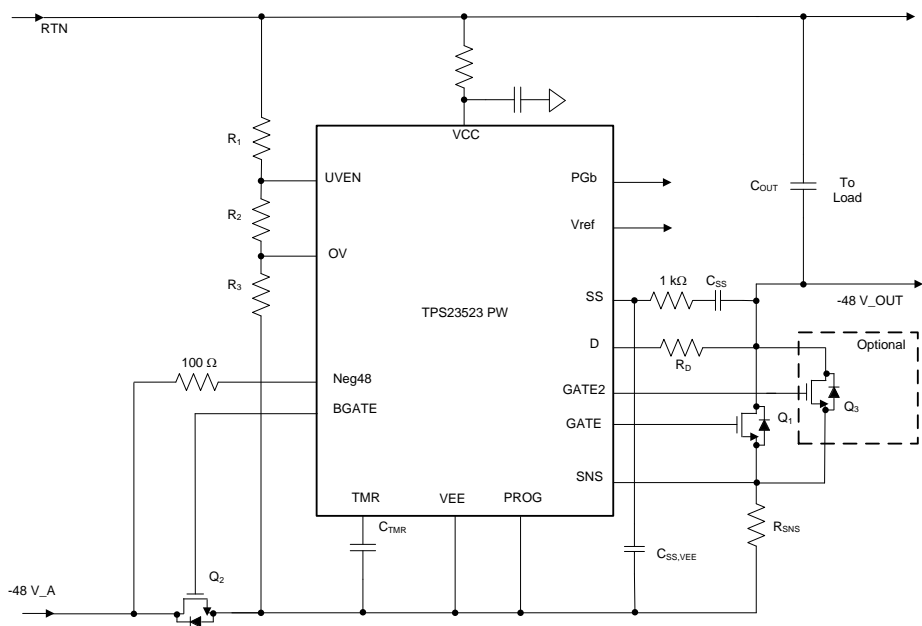 RTN
VCC
R1
UVEN
PGb
COUT
To
Load
R2
Vref
OV
R3
1 kΩ
CSS
SS
-48 V_OUT
TPS23523 PW
D
Optional
RD
100 Ω
Neg48
GATE2
BGATE
Q3
GATE
Q1
SNS
TMR
VEE
PROG
CTMR
RSNS
CSS,VEE
Q2
-48 V_A